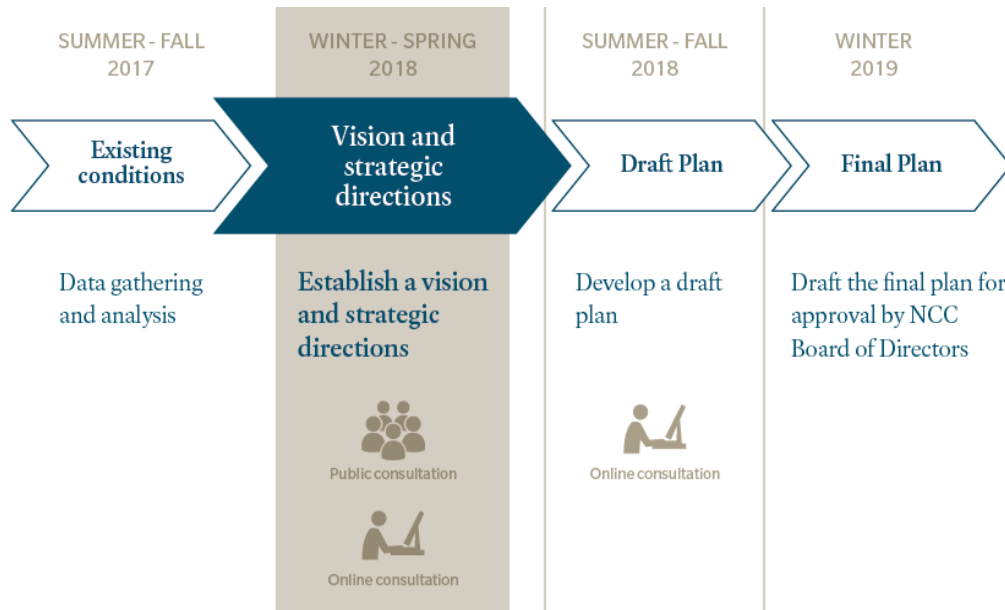 SUMMER - FALL
2017
WINTER - SPRING
2018
SUMMER - FALL
2018
WINTER
2019
Existing
conditions
Vision and
strategic
directions
Draft Plan
Final Plan
Data gathering
and analysis
Establish a vision
and strategic
directions
Develop a draft
plan
Draft the final plan for
approval by NCC
Board of Directors
Public consultation
Online consultation
Online consultation